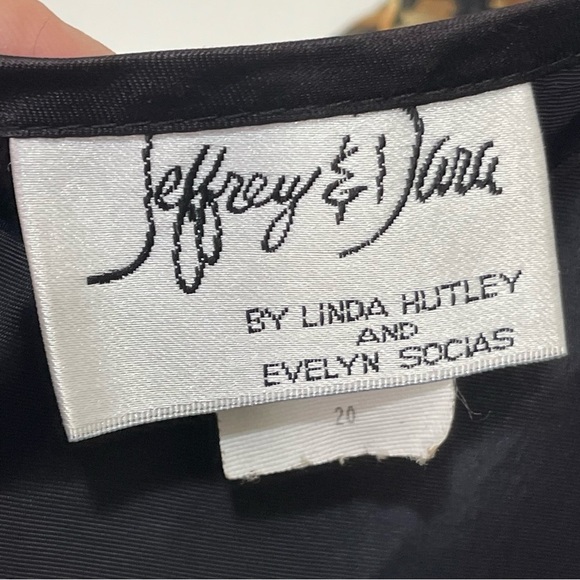 Jeffrey & Dara
BY LINDA HUTLEY
AND
EVELYN SOCIAS
20